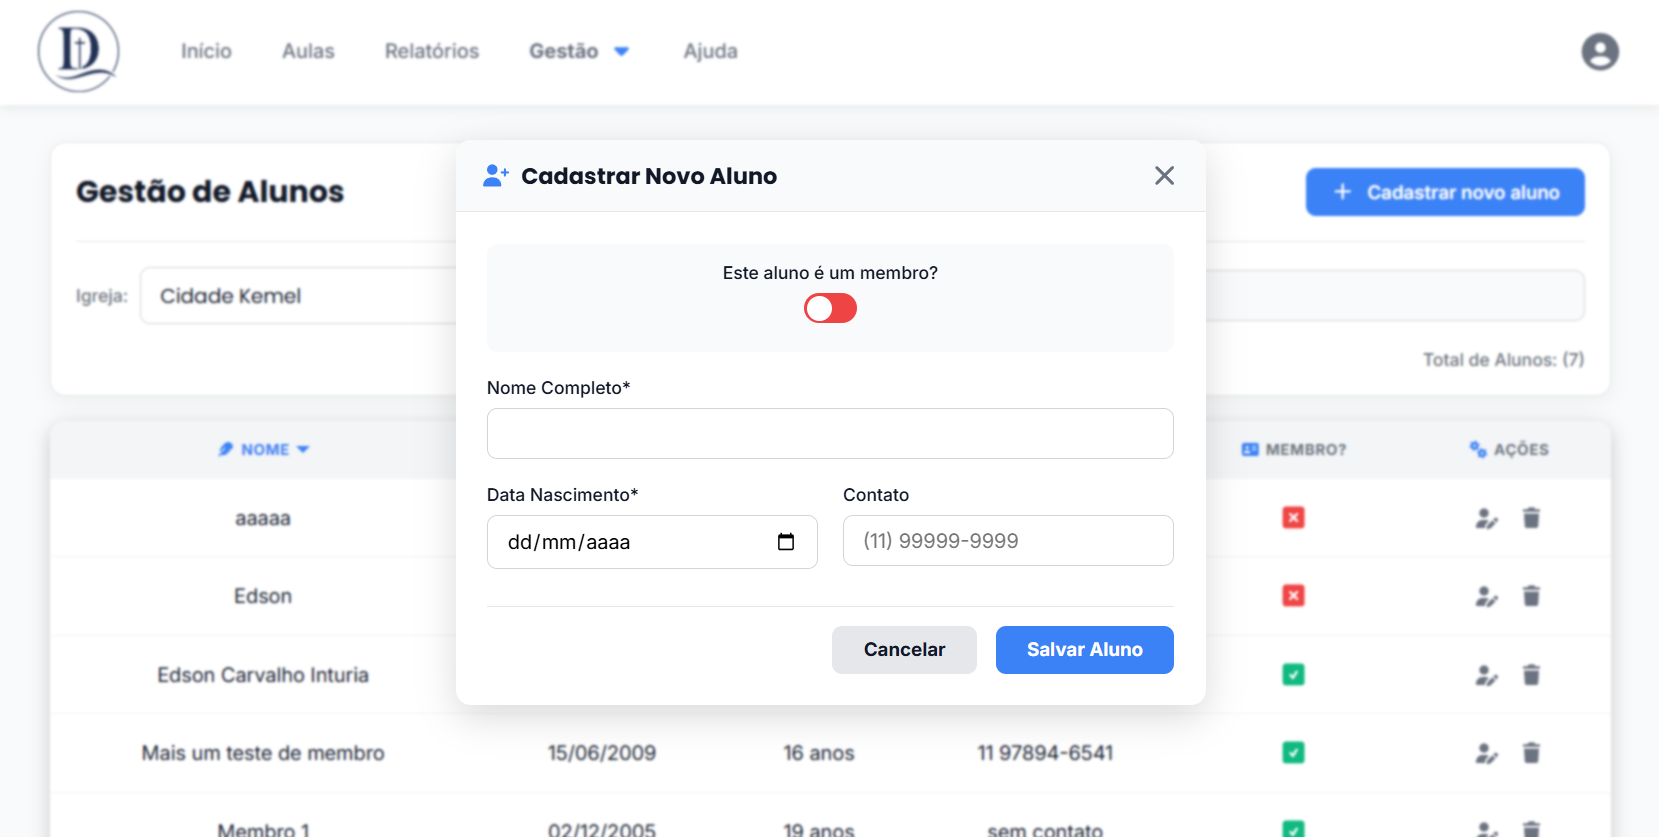 D
Início Aulas Relatórios Gestão Ajuda
Gestão de Alunos
+ Cadastrar novo aluno
Igreja: Cidade Kemel
Total de Alunos: (7)
Cadastrar Novo Aluno
Este aluno é um membro?
Nome Completo*
Data Nascimento* Contato
dd/mm/aaaa (11) 99999-9999
Cancelar Salvar Aluno
NOME MEMBRO? AÇÕES
aaaaa
Edson
Edson Carvalho Inturia
Mais um teste de membro 15/06/2009 16 anos 11 97894-6541
Membro 1 02/12/2005 19 anos sem contato